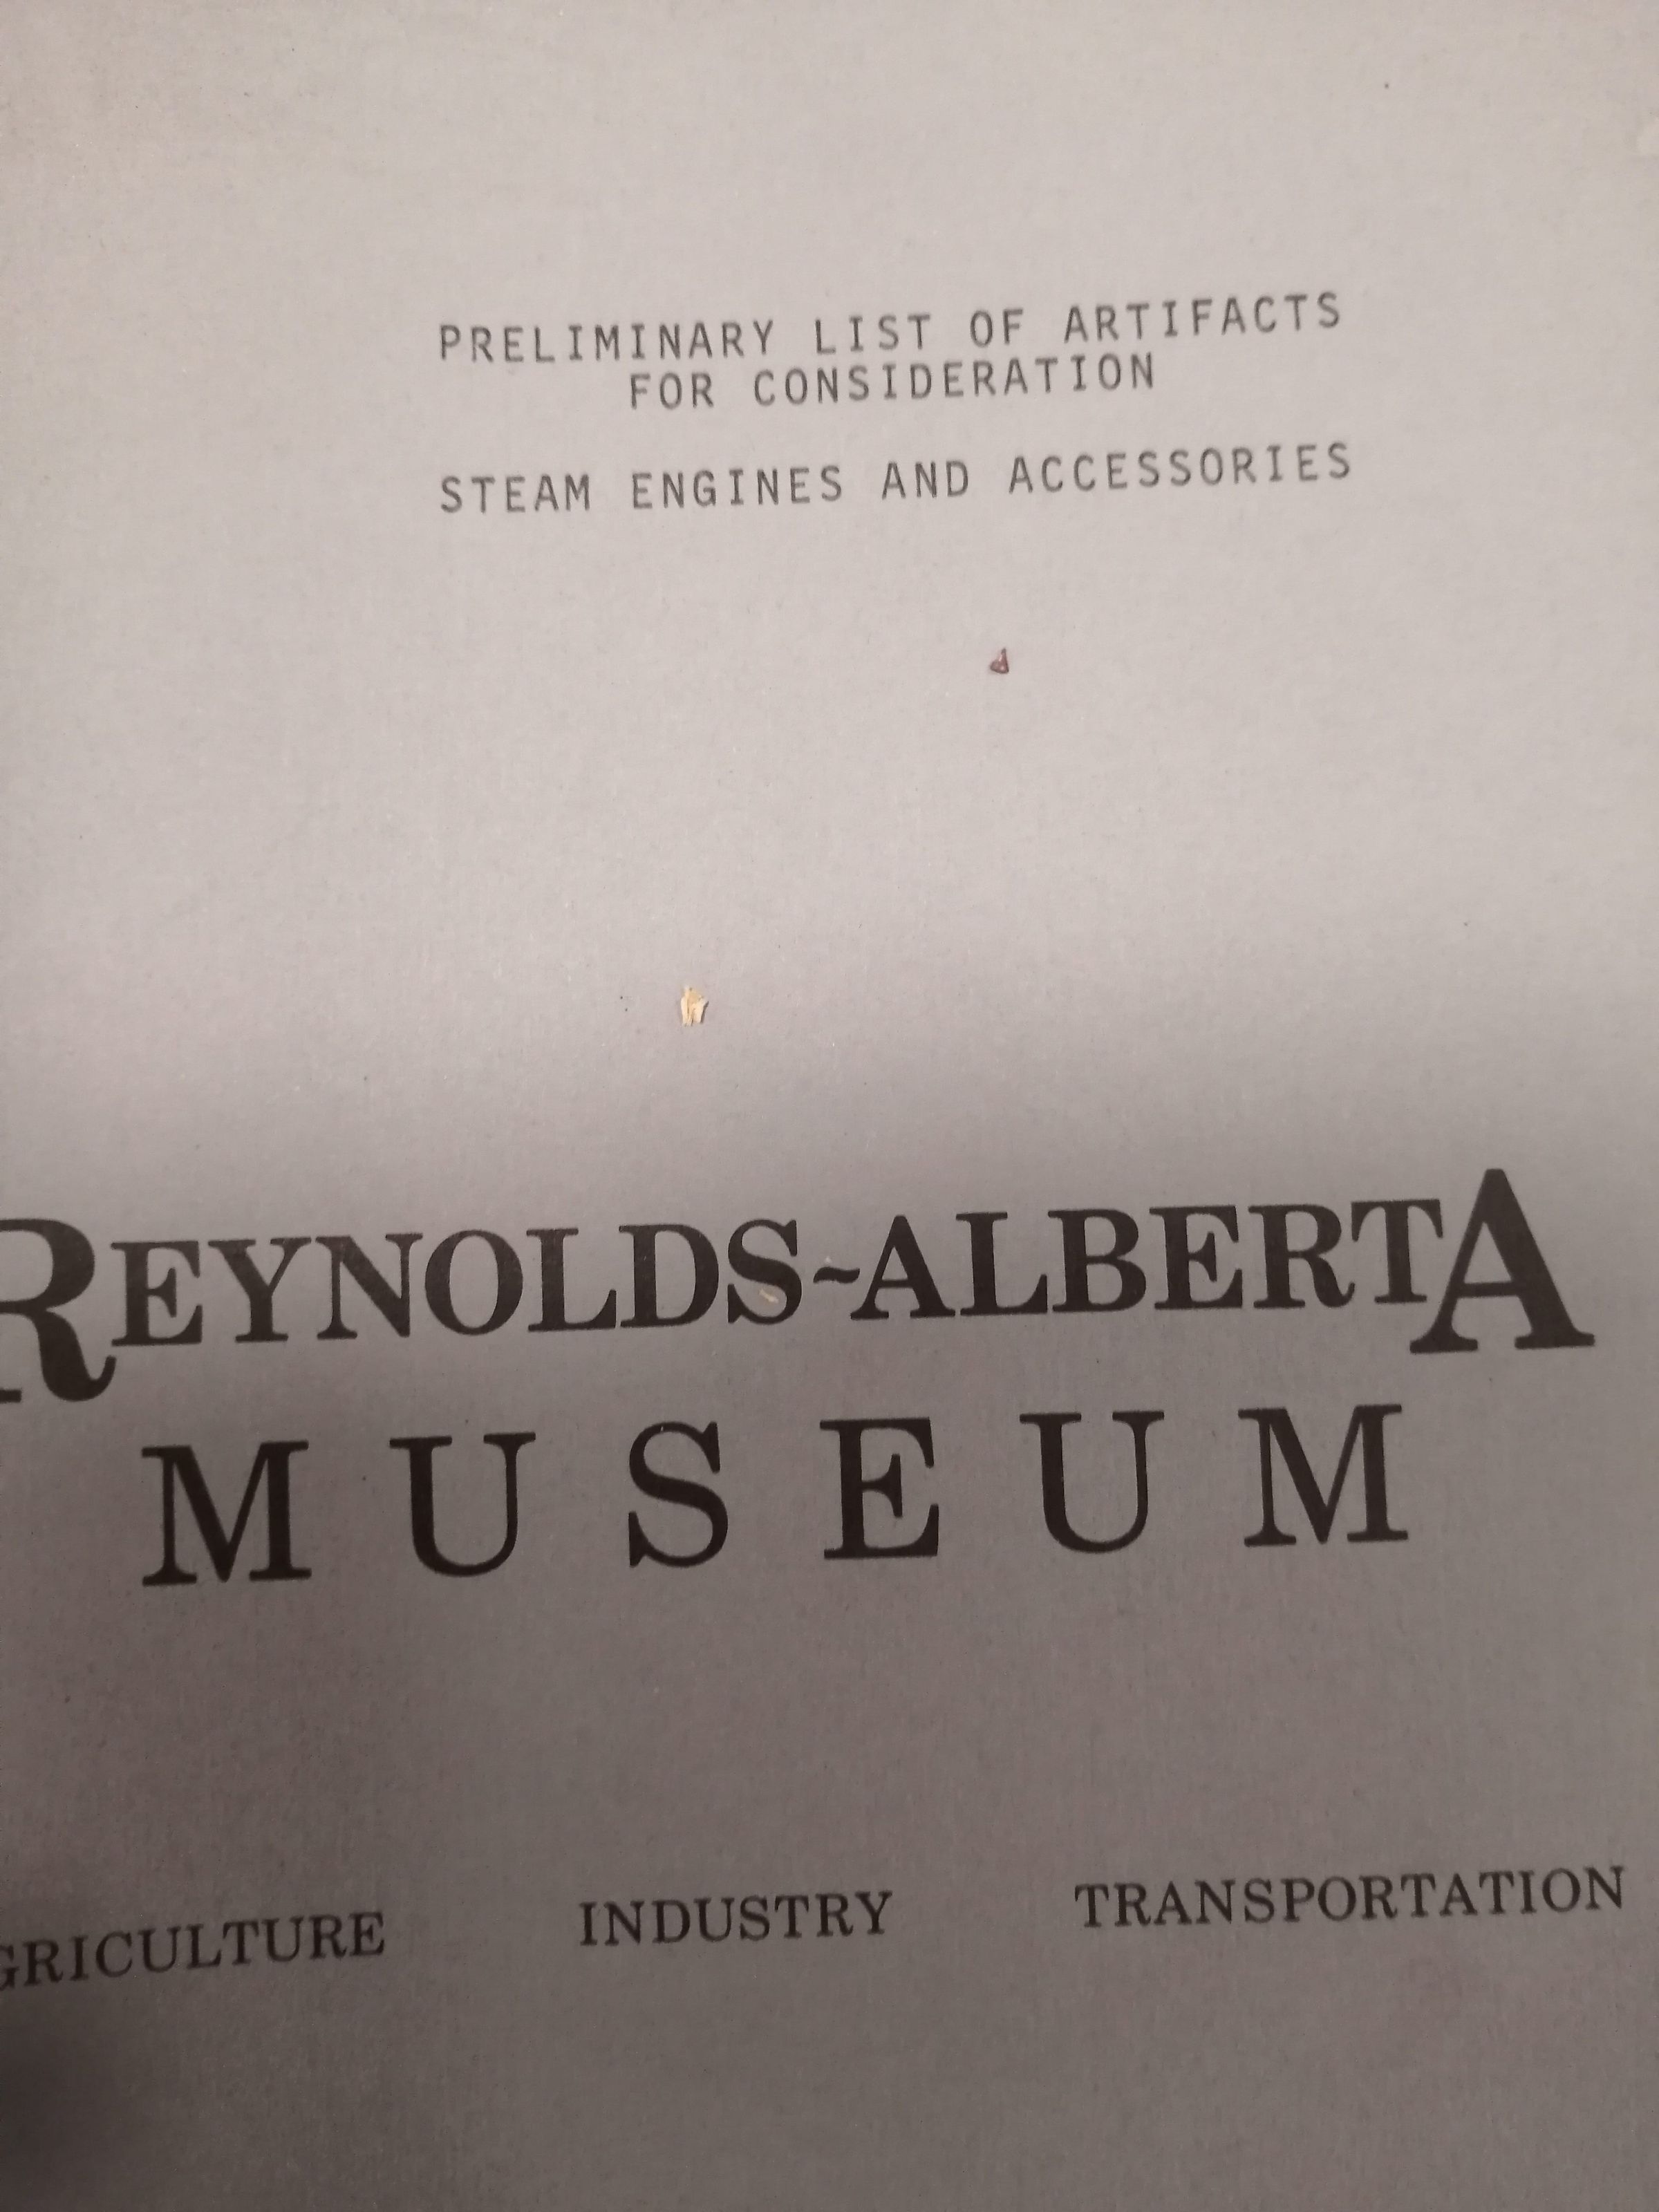 PRELIMINARY LIST OF ARTIFACTS
FOR CONSIDERATION
STEAM ENGINES AND ACCESSORIES
REYNOLDS~ALBERTA
MUSEUM
GRICULTURE INDUSTRY TRANSPORTATION